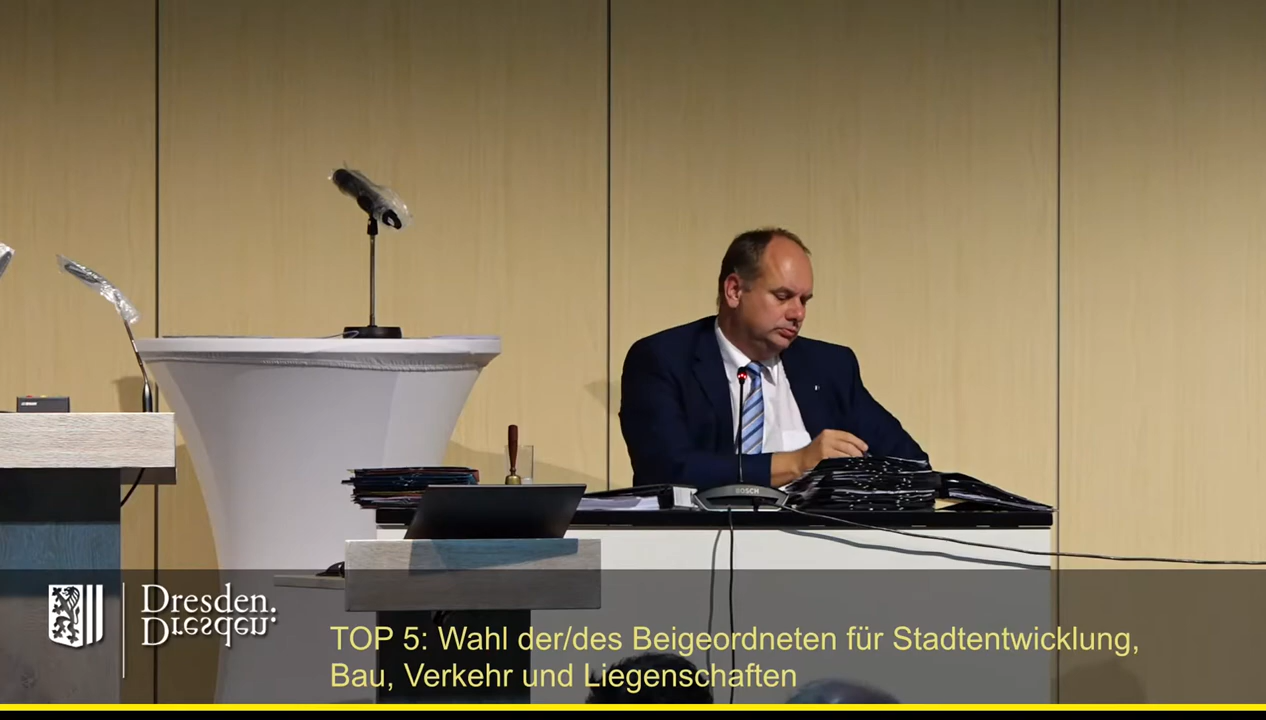 BOSCH
Dresden.
Dresden.
TOP 5: Wahl der/des Beigeordneten für Stadtentwicklung,
Bau, Verkehr und Liegenschaften